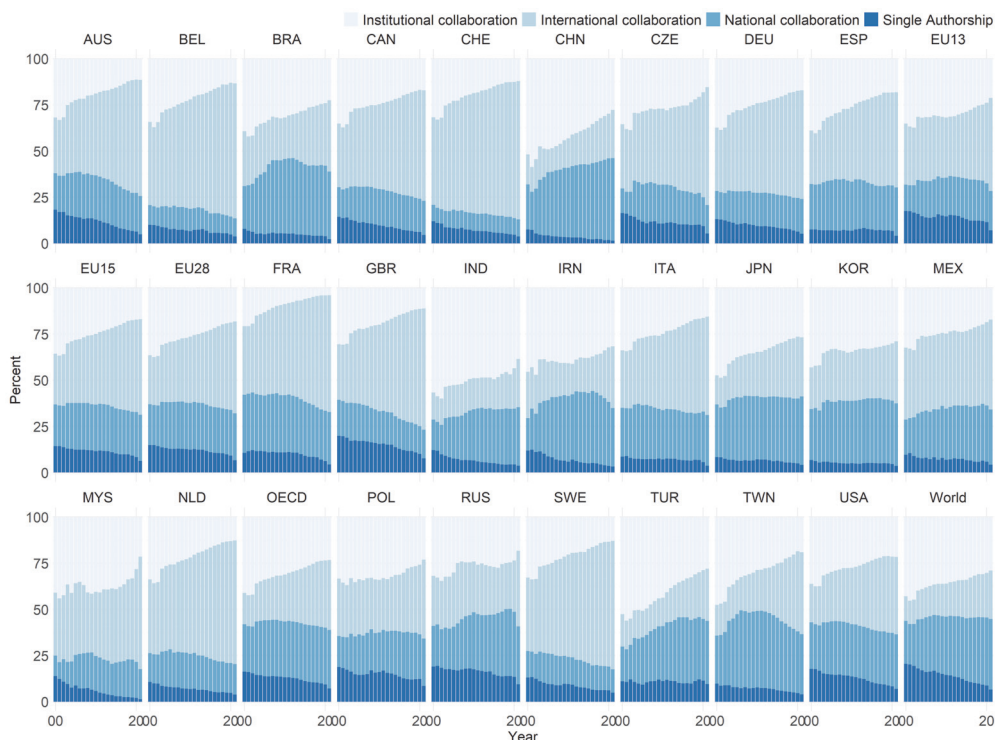 Institutional collaboration International collaboration National collaboration Single Authorship
AUS BEL BRA CAN CHE CHN CZE DEU ESP EU13
100
75
50
25
0
EU15 EU28 FRA GBR IND IRN ITA JPN KOR MEX
100
75
50
25
0
Percent
MYS NLD OECD POL RUS SWE TUR TWN USA World
100
75
50
25
0
00 2000 2000 2000 2000 2000 2000 2000 2000 2000 20
Year